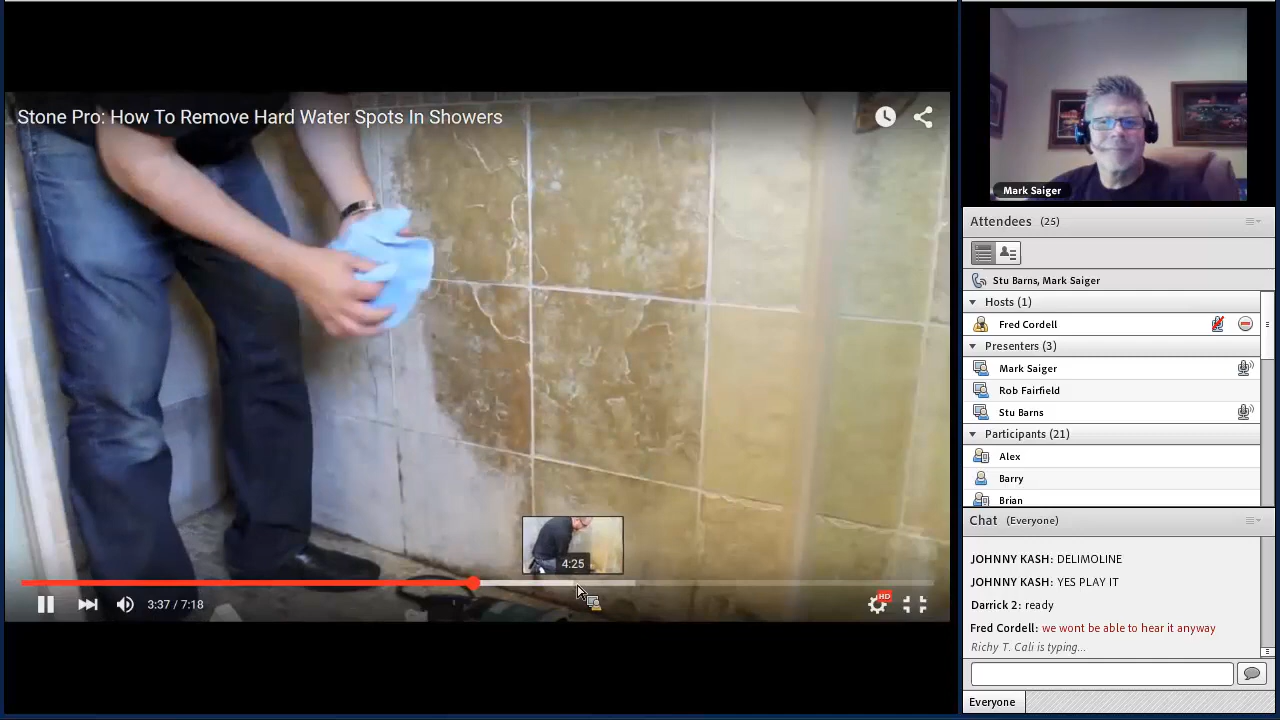 Stone Pro: How To Remove Hard Water Spots In Showers
4:25
3:37 / 7:18
HD
Mark Saiger
Attendees (25)
Stu Barns, Mark Saiger
Hosts (1)
Fred Cordell
Presenters (3)
Mark Saiger
Rob Fairfield
Stu Barns
Participants (21)
Alex
Barry
Brian
Chat (Everyone)
JOHNNY KASH: DELIMOLINE
JOHNNY KASH: YES PLAY IT
Darrick 2: ready
Fred Cordell: we wont be able to hear it anyway
Richy T. Cali is typing...
Everyone